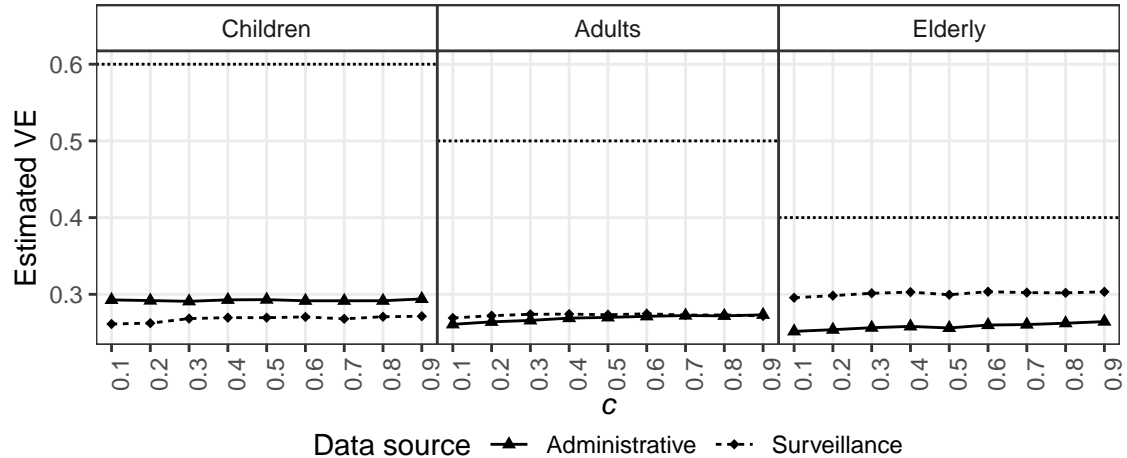 Children Adults Elderly
Estimated VE
0.6
0.5
0.4
0.3
0.1 0.2 0.3 0.4 0.5 0.6 0.7 0.8 0.9 0.1 0.2 0.3 0.4 0.5 0.6 0.7 0.8 0.9 0.1 0.2 0.3 0.4 0.5 0.6 0.7 0.8 0.9
c
Data source Administrative Surveillance